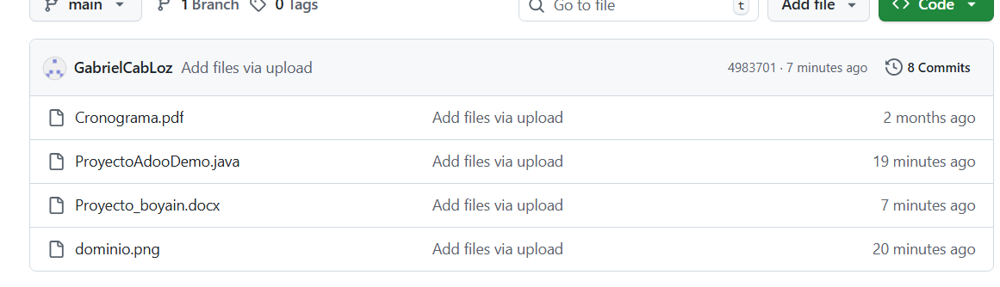 main 1 Branch 0 Tags Go to file t Add file Code
GabrielCabLoz Add files via upload 4983701 · 7 minutes ago 8 Commits
Cronograma.pdf Add files via upload 2 months ago
ProyectoAdooDemo.java Add files via upload 19 minutes ago
Proyecto_boyain.docx Add files via upload 7 minutes ago
dominio.png Add files via upload 20 minutes ago